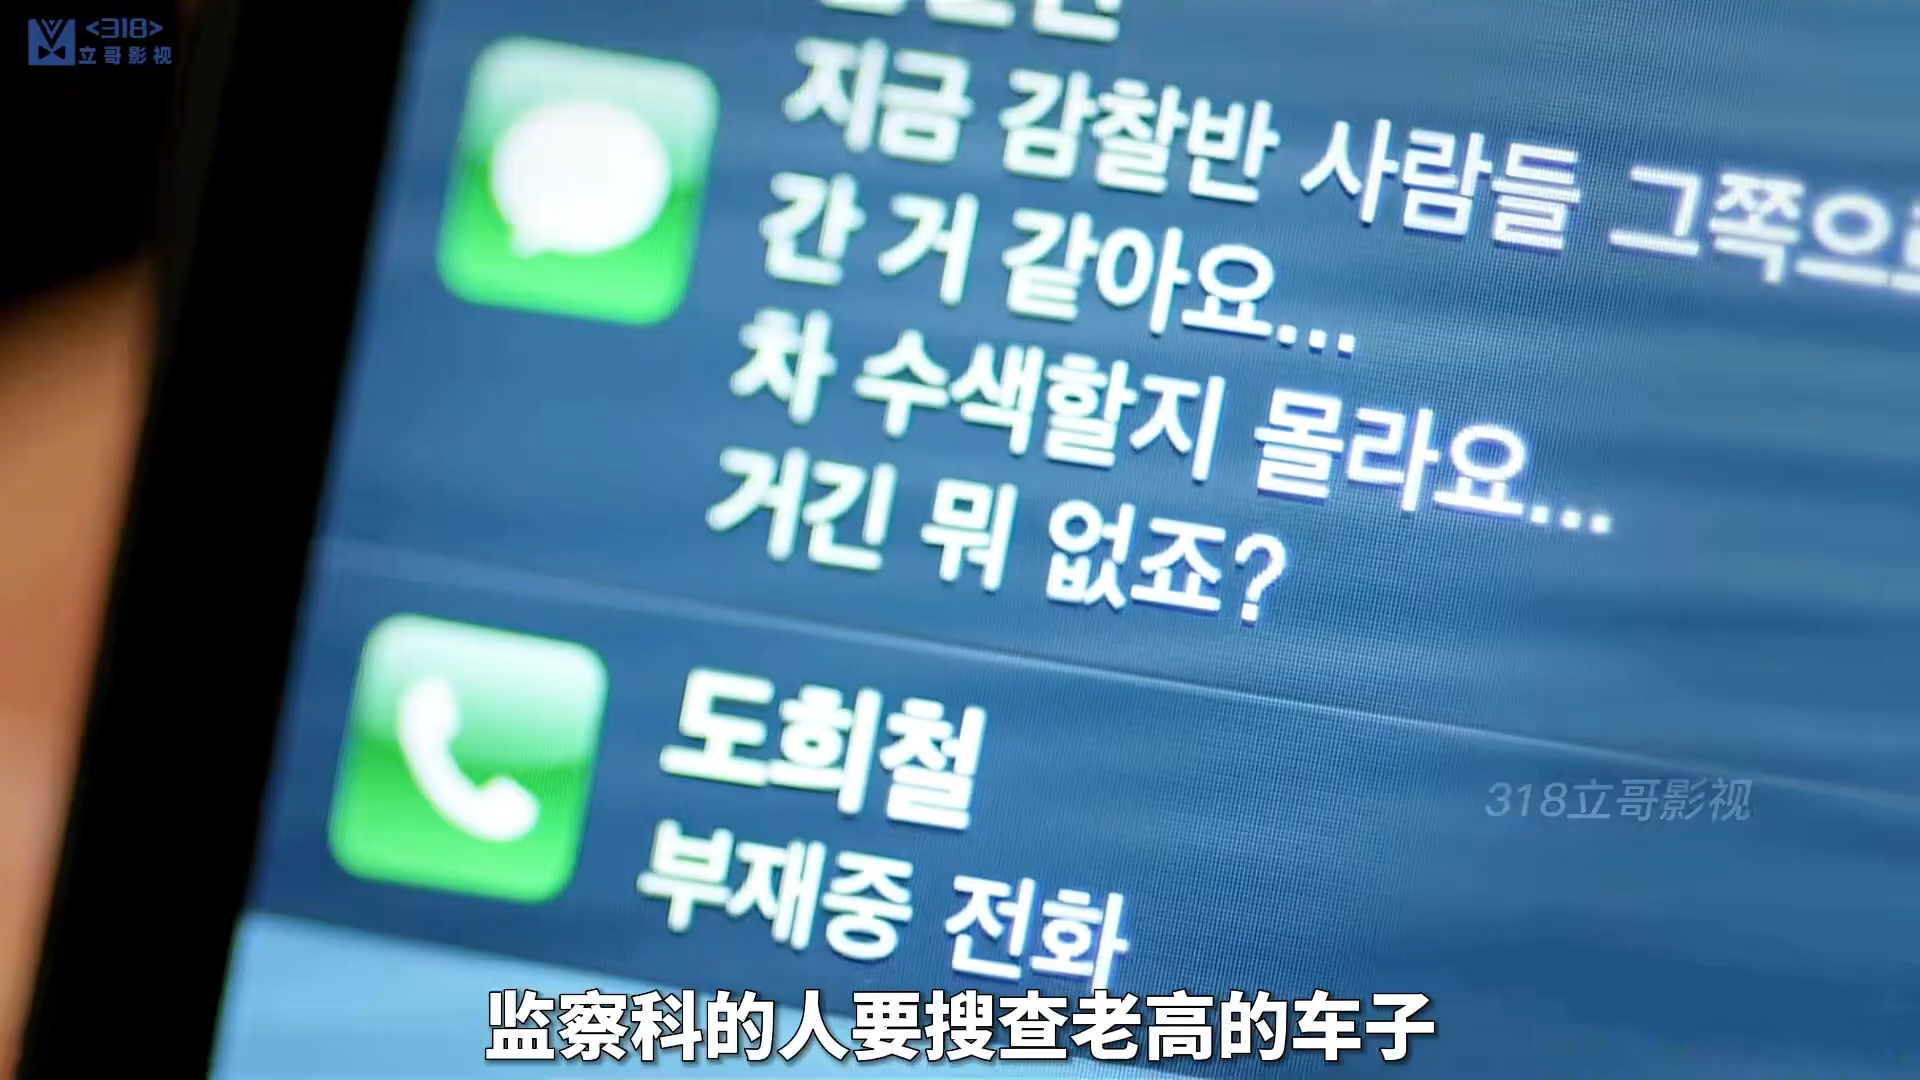 <318>
立哥影视
지금 감찰반 사람들 그쪽으로
간 거 같아요...
차 수색할지 몰라요...
거긴 뭐 없죠?
도희철
부재중 전화
318立哥影视
监察科的人要搜查老高的车子